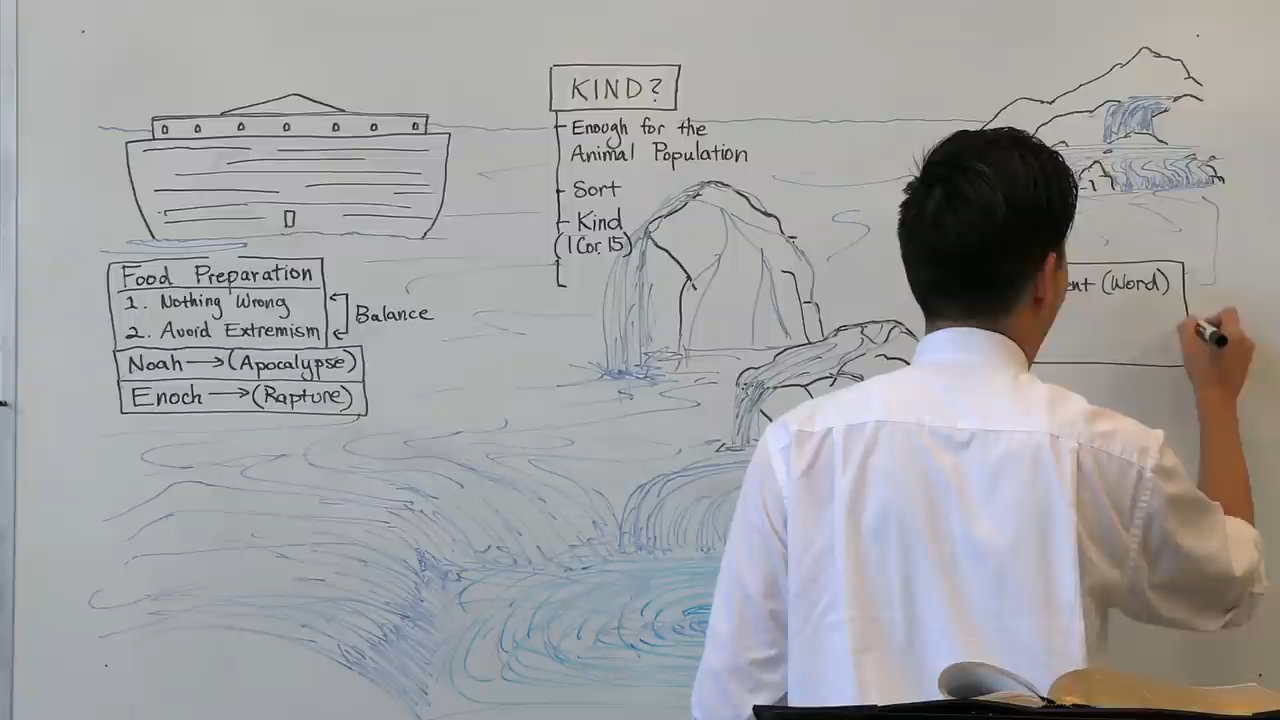 KIND?
- Enough for the
Animal Population
- Sort
- Kind
(1 Cor. 15)
Food Preparation
1. Nothing Wrong
2. Avoid Extremism
Balance
Noah → (Apocalypse)
Enoch → (Rapture)
(Word)